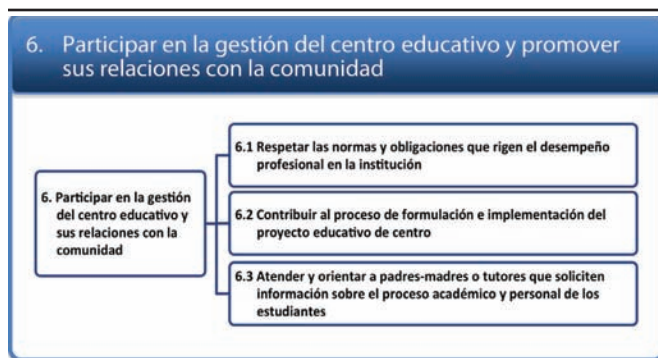 6. Participar en la gestión del centro educativo y promover
sus relaciones con la comunidad
6. Participar en la gestión
del centro educativo y
sus relaciones con la
comunidad
6.1 Respetar las normas y obligaciones que rigen el desempeño
profesional en la institución
6.2 Contribuir al proceso de formulación e implementación del
proyecto educativo de centro
6.3 Atender y orientar a padres-madres o tutores que soliciten
información sobre el proceso académico y personal de los
estudiantes